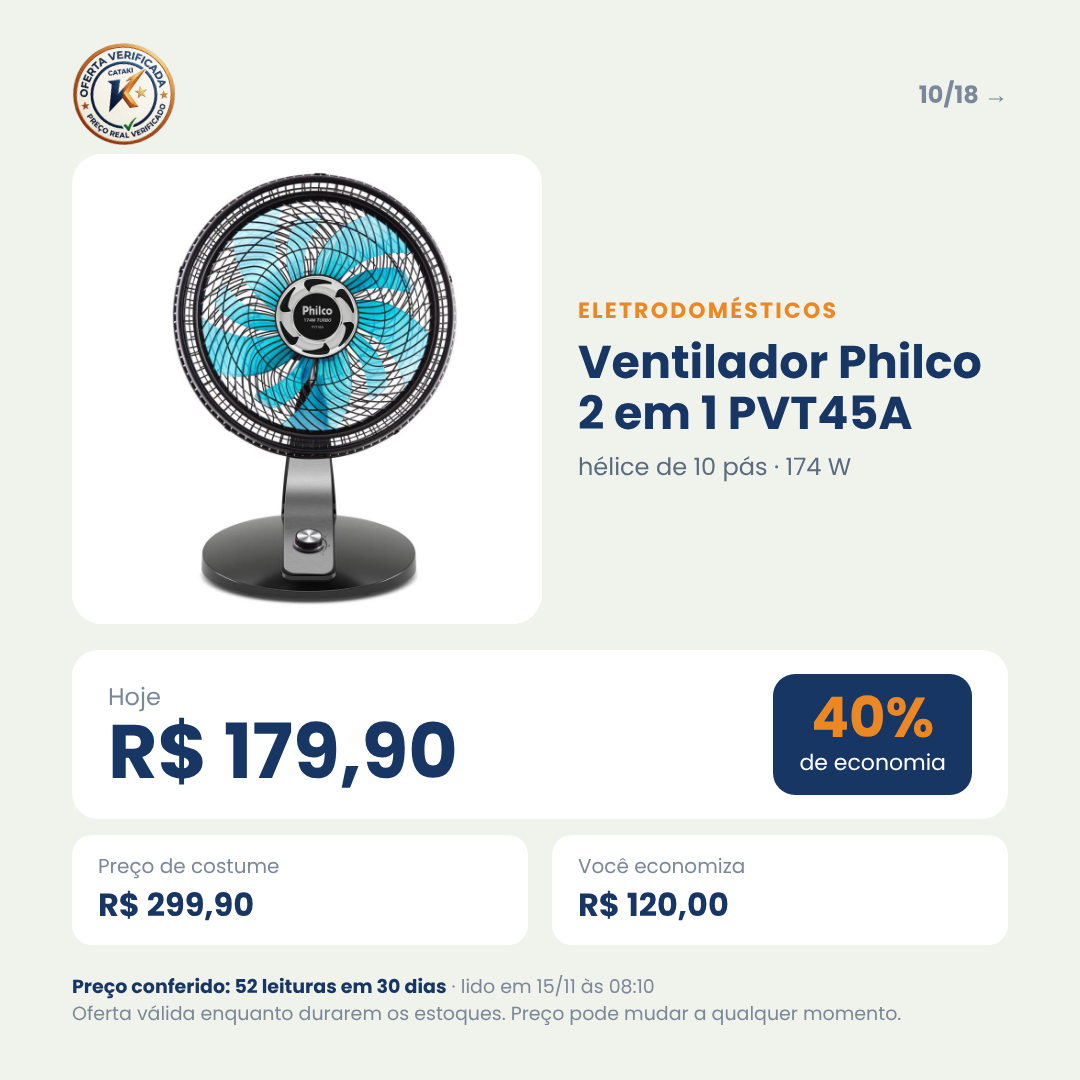 OFERTA VERIFICADA
CATAKI
K
PREÇO REAL VERIFICADO
10/18 →
Philco
174W TURBO
ELETRODOMÉSTICOS
Ventilador Philco
2 em 1 PVT45A
hélice de 10 pás · 174 W
Hoje
R$ 179,90
40%
de economia
Preço de costume
R$ 299,90
Você economiza
R$ 120,00
Preço conferido: 52 leituras em 30 dias · lido em 15/11 às 08:10
Oferta válida enquanto durarem os estoques. Preço pode mudar a qualquer momento.